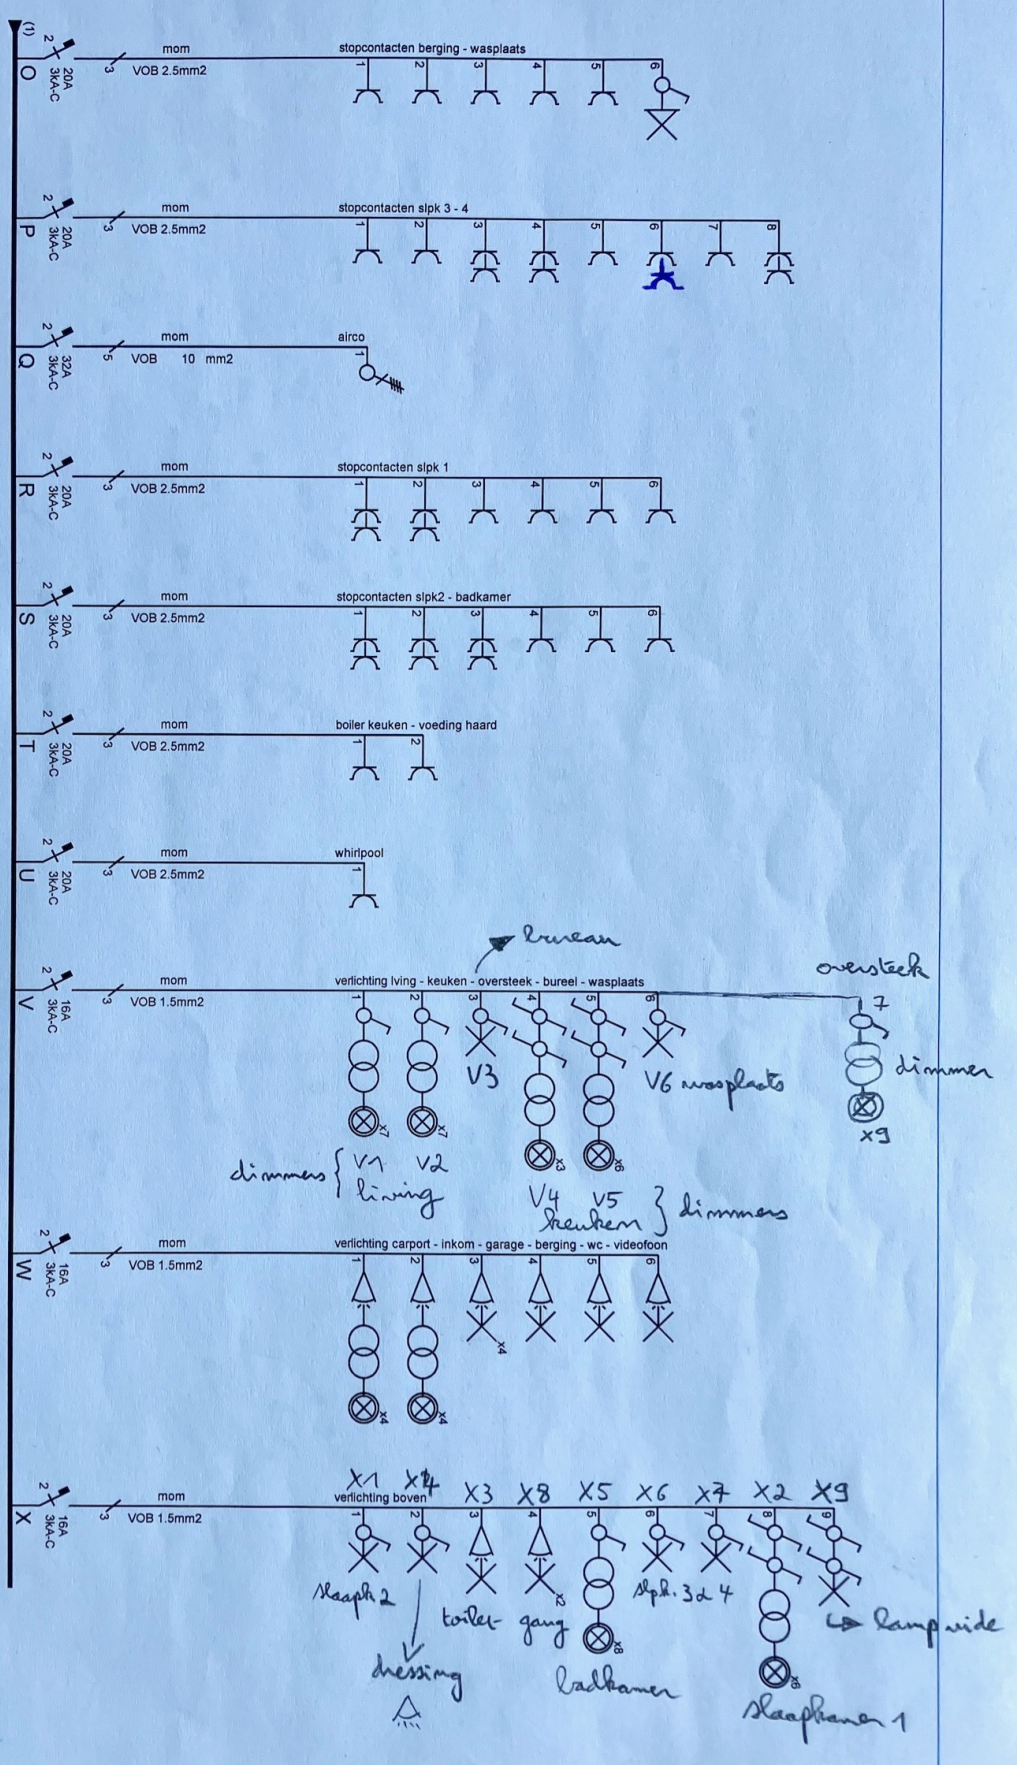 (1)
O
2
20A
3kA-C
3
mom
VOB 2.5mm2
stopcontacten berging - wasplaats
1 2 3 4 5 6
P
2
20A
3kA-C
3
mom
VOB 2.5mm2
stopcontacten slpk 3 - 4
1 2 3 4 5 6 7 8
Q
2
32A
3kA-C
5
mom
VOB 10 mm2
airco
1
R
2
20A
3kA-C
3
mom
VOB 2.5mm2
stopcontacten slpk 1
1 2 3 4 5 6
S
2
20A
3kA-C
3
mom
VOB 2.5mm2
stopcontacten slpk2 - badkamer
1 2 3 4 5 6
T
2
20A
3kA-C
3
mom
VOB 2.5mm2
boiler keuken - voeding haard
1 2
U
2
20A
3kA-C
3
mom
VOB 2.5mm2
whirlpool
1
V
2
16A
3kA-C
3
mom
VOB 1.5mm2
oversteek
verlichting lving - keuken - oversteek - bureel - wasplaats
1 2 3 4 5 6 7
dimmer
V3
V6 wasplaats
x7 x7 x3 x6 x9
dimmers { V1 V2
living
V4 V5
keuken } dimmers
W
2
16A
3kA-C
3
mom
VOB 1.5mm2
verlichting carport - inkom - garage - berging - wc - videofoon
1 2 3 4 5 6
x4
x4 x4
X1 X4 X3 X8 X5 X6 X7 X2 X9
X
2
16A
3kA-C
3
mom
VOB 1.5mm2
verlichting boven
1 2 3 4 5 6 7 8 9
x2
slaapk 2
toilet gang
x8
slpk. 3 & 4
lamp vide
dressing
badkamer
x6
slaapkamer 1